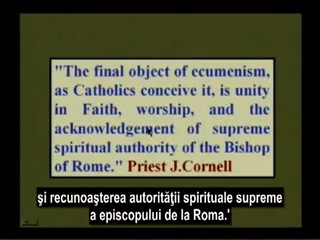 "The final object of ecumenism,
as Catholics conceive it, is unity
in Faith, worship, and the
acknowledgement of supreme
spiritual authority of the Bishop
of Rome." Priest J.Cornell
şi recunoaşterea autorităţii spirituale supreme
a episcopului de la Roma.'